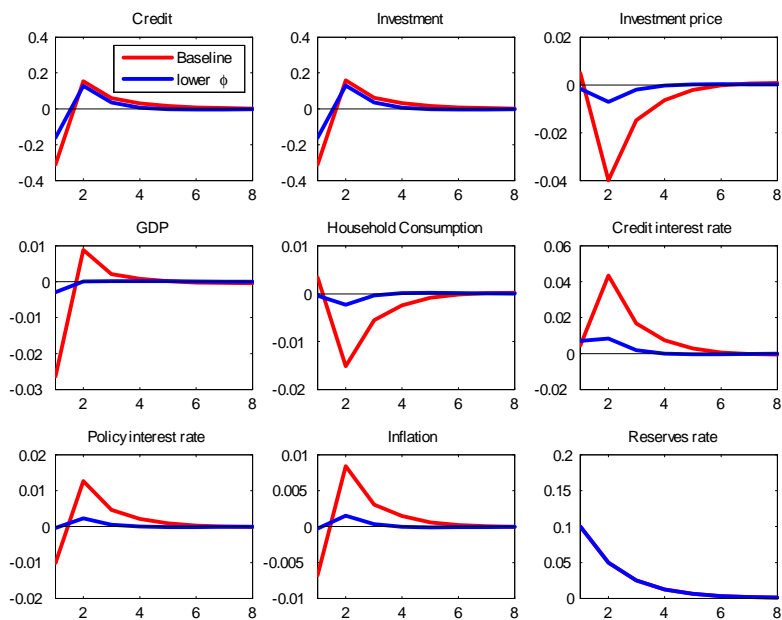 Credit
0.4
0.2
0
-0.2
-0.4
2 4 6 8
Baseline
lower ϕ
Investment
0.4
0.2
0
-0.2
-0.4
2 4 6 8
Investment price
0.02
0
-0.02
-0.04
2 4 6 8
GDP
0.01
0
-0.01
-0.02
-0.03
2 4 6 8
Household Consumption
0.01
0
-0.01
-0.02
2 4 6 8
Credit interest rate
0.06
0.04
0.02
0
-0.02
2 4 6 8
Policy interest rate
0.02
0.01
0
-0.01
-0.02
2 4 6 8
Inflation
0.01
0.005
0
-0.005
-0.01
2 4 6 8
Reserves rate
0.2
0.15
0.1
0.05
0
2 4 6 8